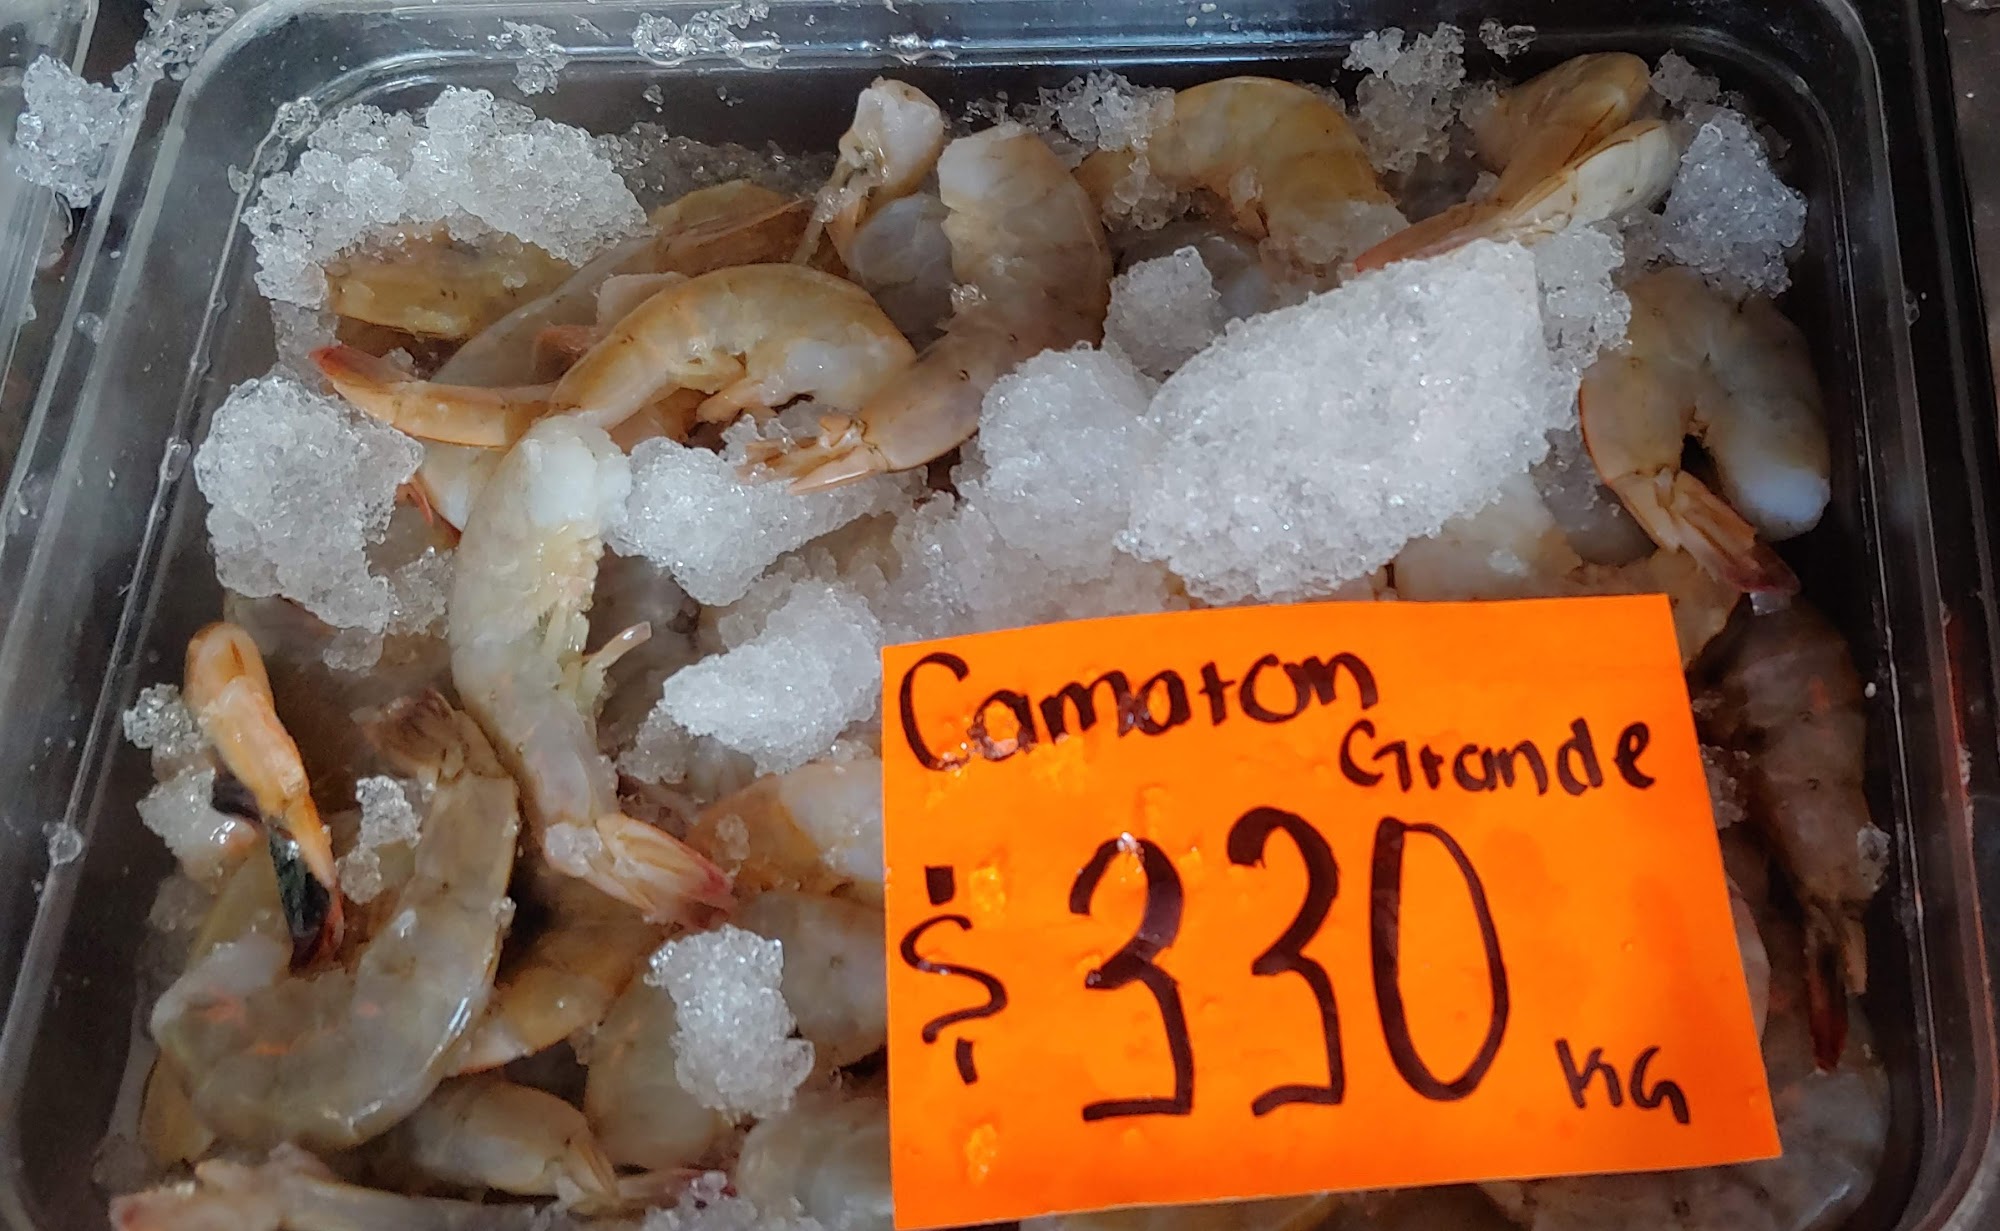 Camaron
Grande
$ 330 KG